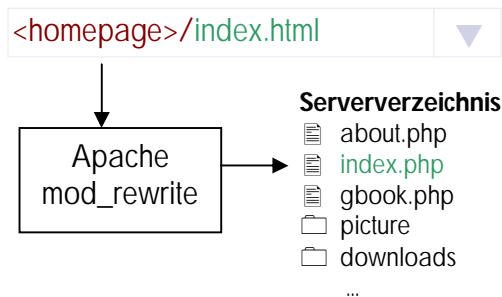 <homepage>/index.html
Apache
mod_rewrite
Serververzeichnis
about.php
index.php
gbook.php
picture
downloads
...